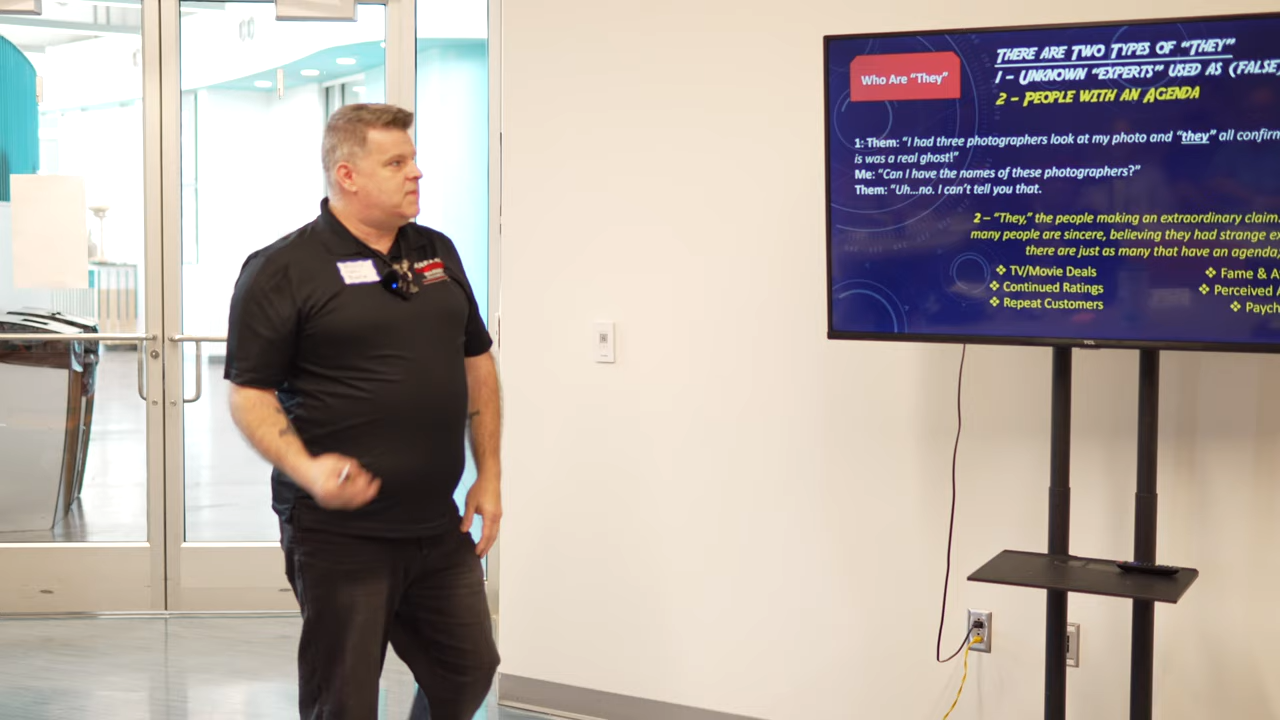 Who Are "They"
THERE ARE TWO TYPES OF "THEY"
1 – UNKNOWN "EXPERTS" USED AS (FALSE)
2 – PEOPLE WITH AN AGENDA
1: Them: "I had three photographers look at my photo and "they" all confirm
is was a real ghost!"
Me: "Can I have the names of these photographers?"
Them: "Uh...no. I can't tell you that.
2 – "They," the people making an extraordinary claim.
many people are sincere, believing they had strange ex
there are just as many that have an agenda,
❖ TV/Movie Deals
❖ Continued Ratings
❖ Repeat Customers
❖ Fame & A
❖ Perceived A
❖ Paych
TCL